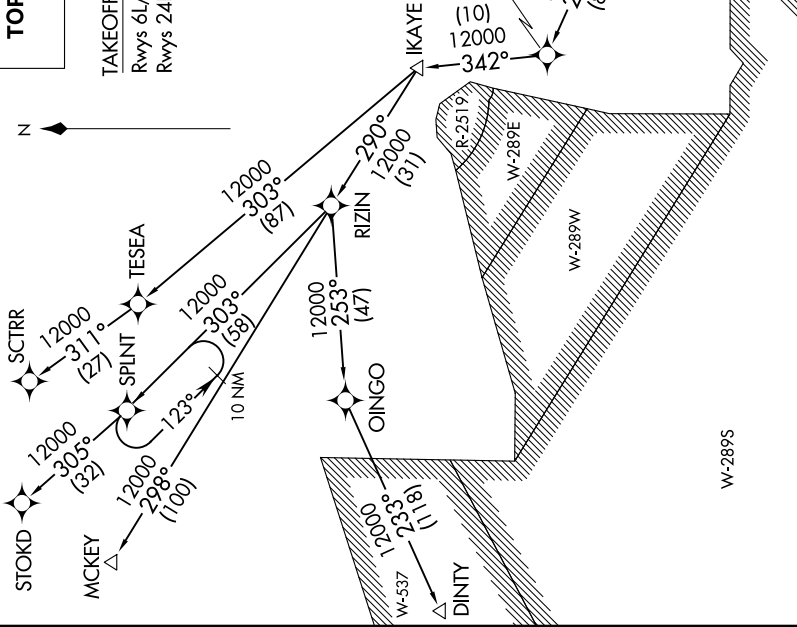 TAKEOFF
Rwys 6L/
Rwys 24
N
IKAYE
(10)
12000
342°
290°
12000
(31)
RIZIN
12000
303°
(87)
TESEA
12000
311°
(27)
SCTRR
12000
303°
(58)
SPLNT
123°
10 NM
12000
305°
(32)
STOKD
12000
298°
(100)
MCKEY
12000
253°
(47)
OINGO
12000
233°
(118)
DINTY
R-2519
W-289E
W-289W
W-289S
W-537